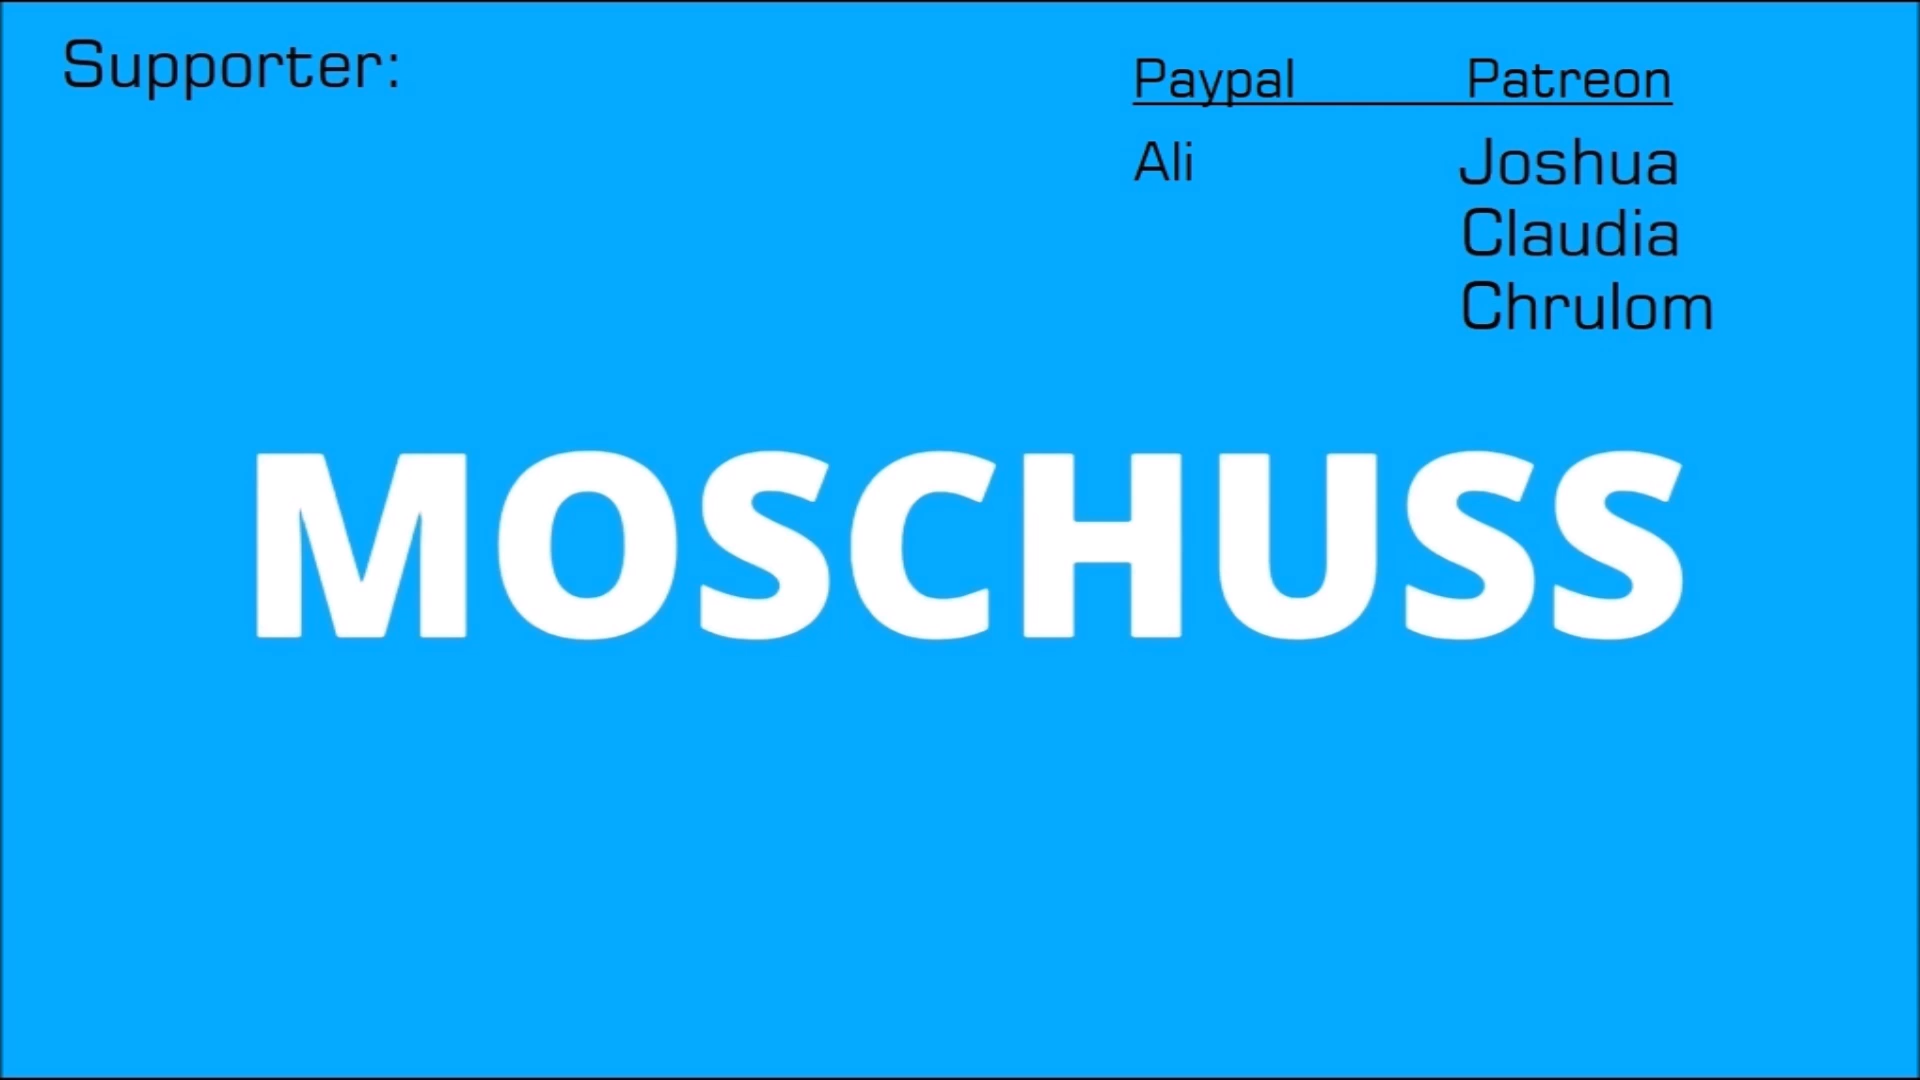 Supporter:
Paypal Patreon
Ali Joshua
Claudia
Chrulom
MOSCHUSS